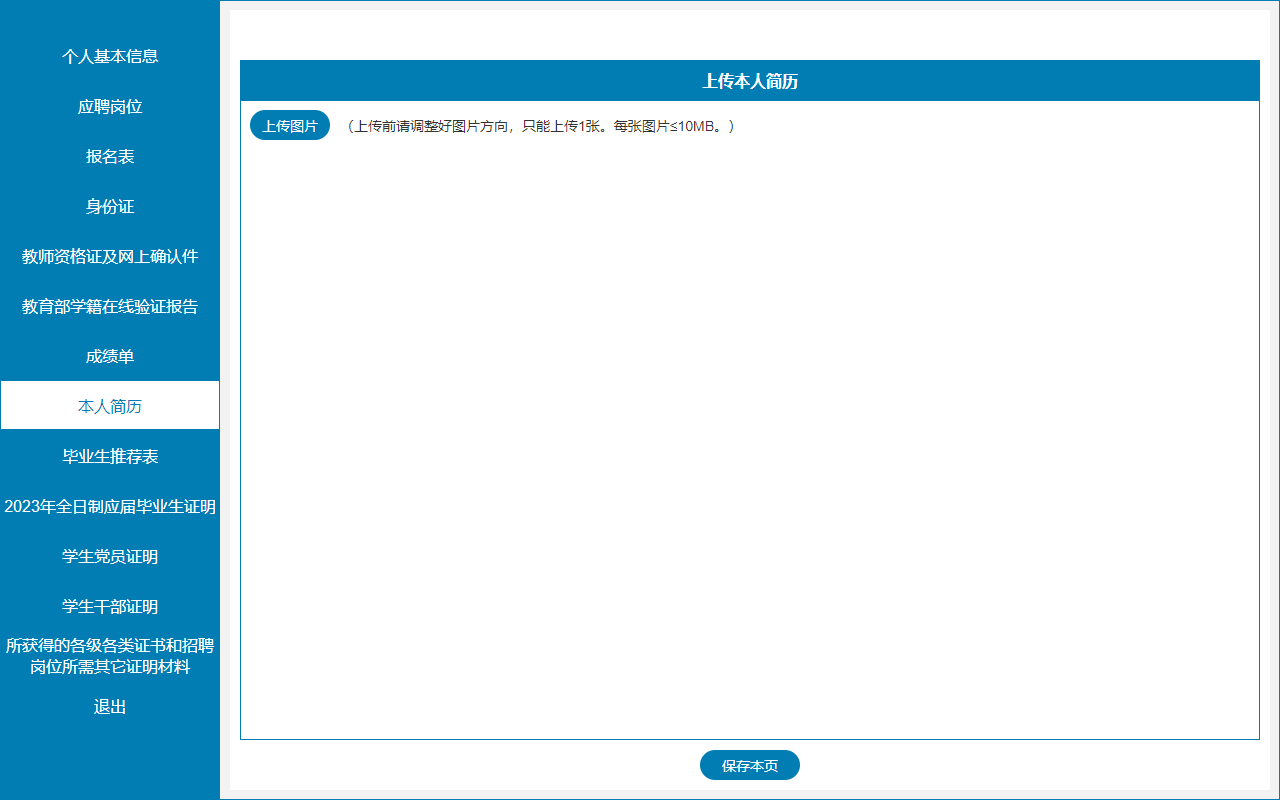 个人基本信息
应聘岗位
报名表
身份证
教师资格证及网上确认件
教育部学籍在线验证报告
成绩单
本人简历
毕业生推荐表
2023年全日制应届毕业生证明
学生党员证明
学生干部证明
所获得的各级各类证书和招聘
岗位所需其它证明材料
退出
上传本人简历
上传图片 （上传前请调整好图片方向，只能上传1张。每张图片≤10MB。）
保存本页